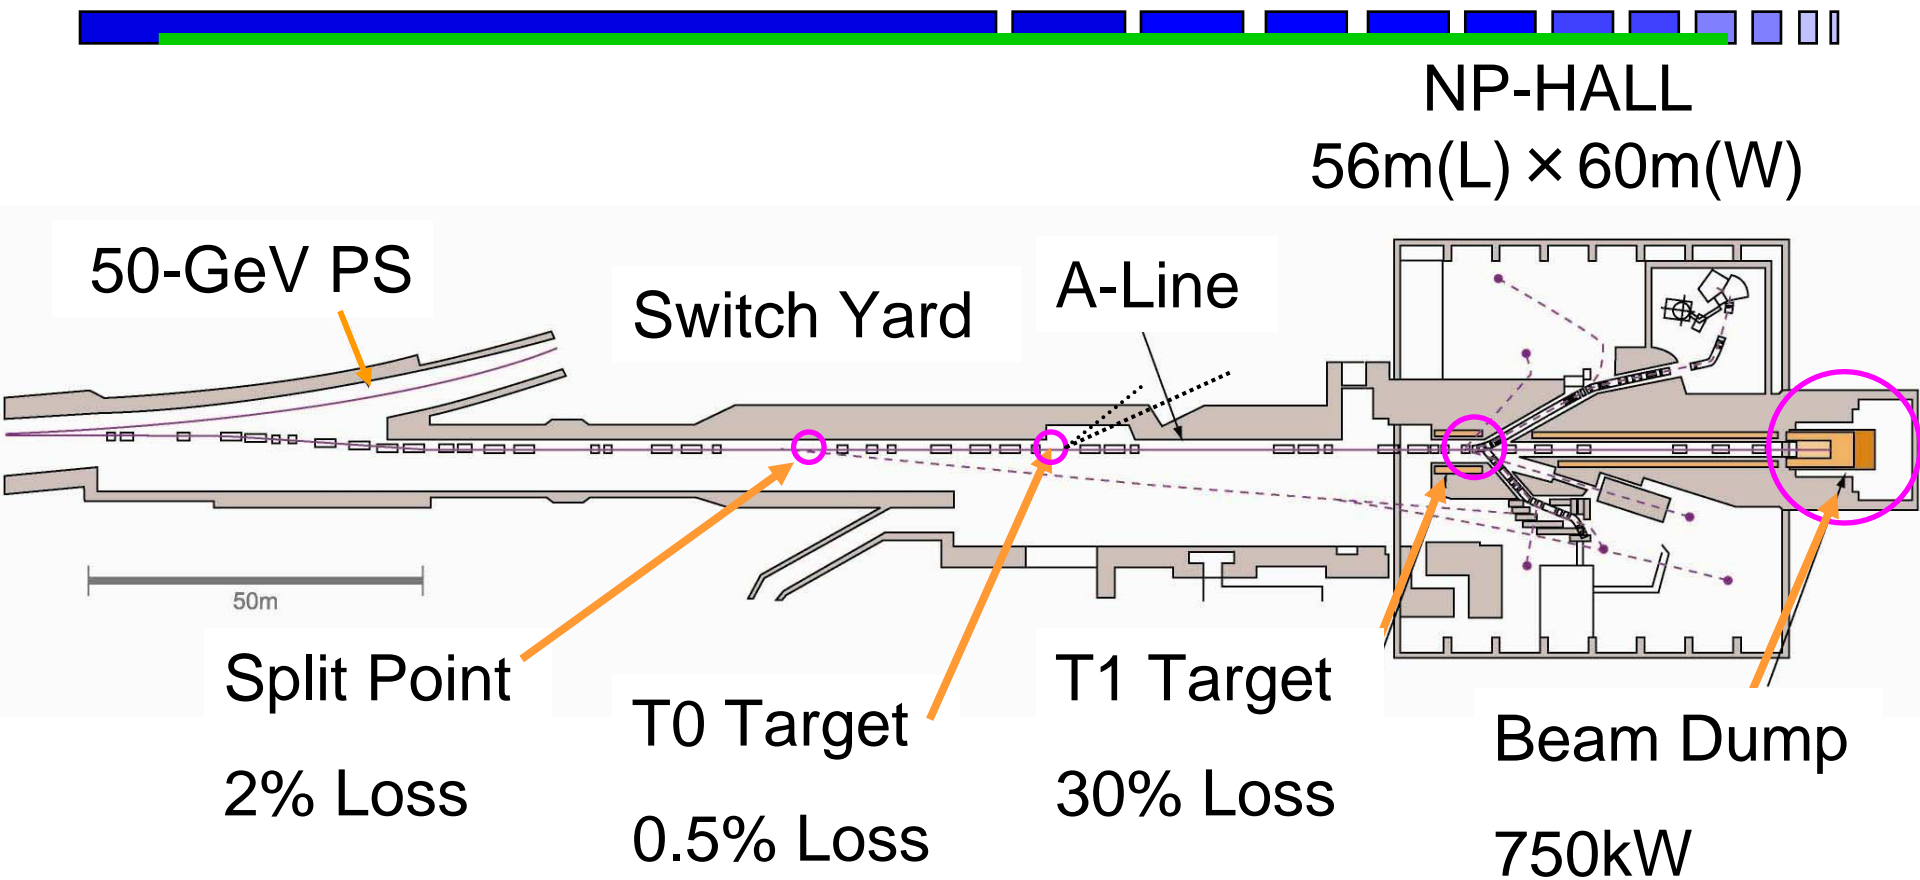 NP-HALL
56m(L) × 60m(W)
50-GeV PS
Switch Yard
A-Line
50m
Split Point
2% Loss
T0 Target
0.5% Loss
T1 Target
30% Loss
Beam Dump
750kW